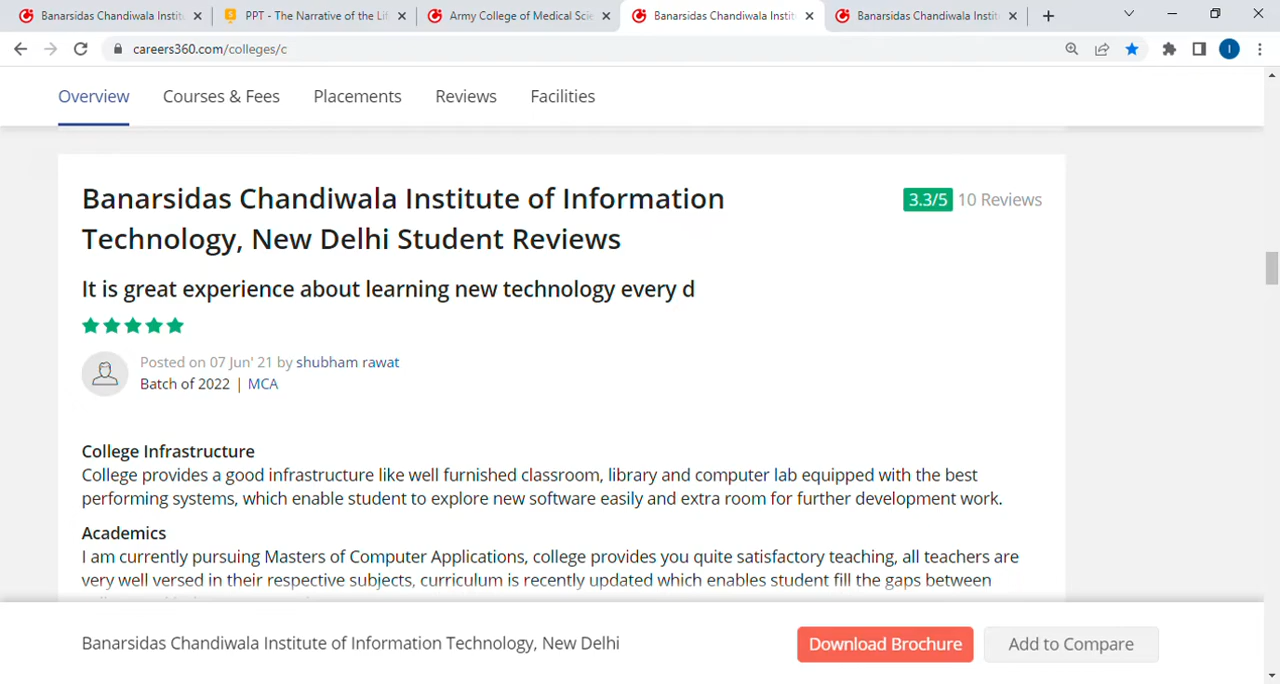 Banarsidas Chandiwala Institu
PPT - The Narrative of the Lif
Army College of Medical Scie
Banarsidas Chandiwala Instit
Banarsidas Chandiwala Instit
careers360.com/colleges/c
I
Overview
Courses & Fees
Placements
Reviews
Facilities
Banarsidas Chandiwala Institute of Information
Technology, New Delhi Student Reviews
3.3/5 10 Reviews
It is great experience about learning new technology every d
Posted on 07 Jun' 21 by shubham rawat
Batch of 2022 | MCA
College Infrastructure
College provides a good infrastructure like well furnished classroom, library and computer lab equipped with the best
performing systems, which enable student to explore new software easily and extra room for further development work.
Academics
I am currently pursuing Masters of Computer Applications, college provides you quite satisfactory teaching, all teachers are
very well versed in their respective subjects, curriculum is recently updated which enables student fill the gaps between
Banarsidas Chandiwala Institute of Information Technology, New Delhi
Download Brochure
Add to Compare